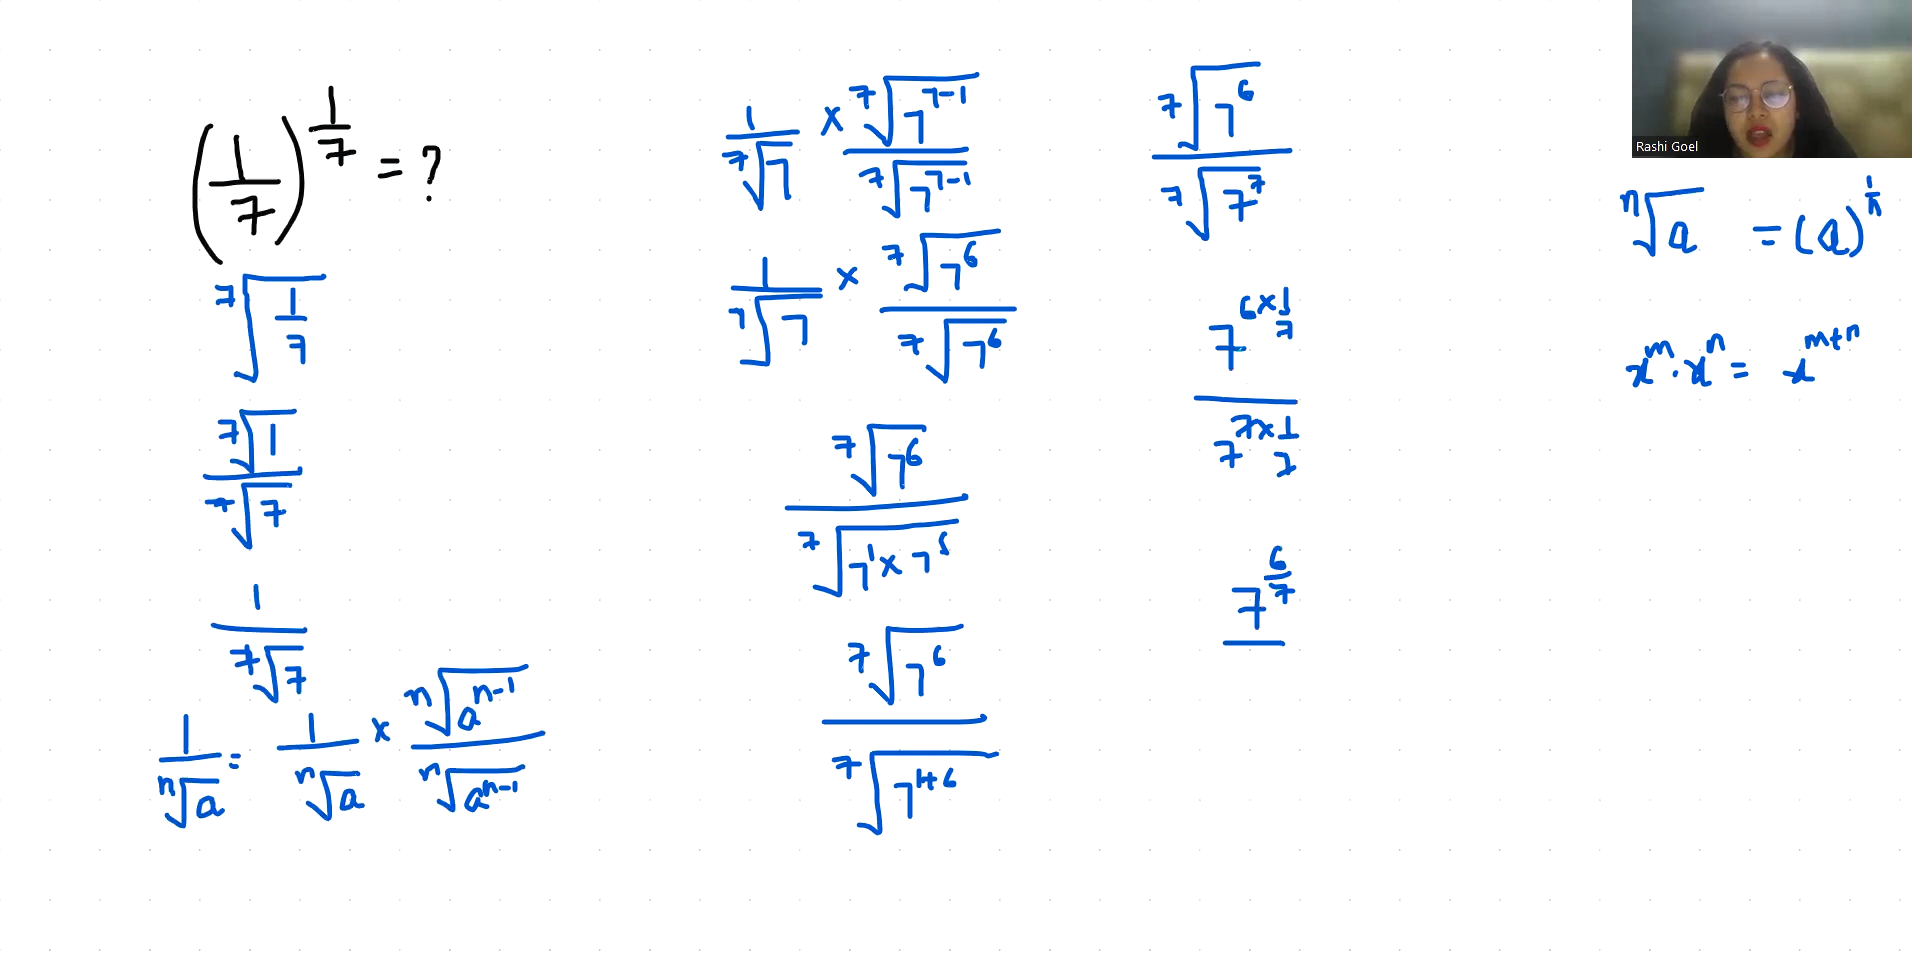 (1/7)^(1/7) = ?
⁷√(1/7)
⁷√1 / ⁷√7
1 / ⁷√7
1/ⁿ√a = 1/ⁿ√a × ⁿ√(a^(n-1)) / ⁿ√(a^(n-1))
1/⁷√7 × ⁷√(7^(7-1)) / ⁷√(7^(7-1))
1/⁷√7 × ⁷√(7^6) / ⁷√(7^6)
⁷√(7^6) / ⁷√(7^1 × 7^6)
⁷√(7^6) / ⁷√(7^(1+6))
⁷√(7^6) / ⁷√(7^7)
7^(6×1/7) / 7^(7×1/7)
7^(6/7)
Rashi Goel
ⁿ√a = (a)^(1/n)
x^m · x^n = x^(m+n)